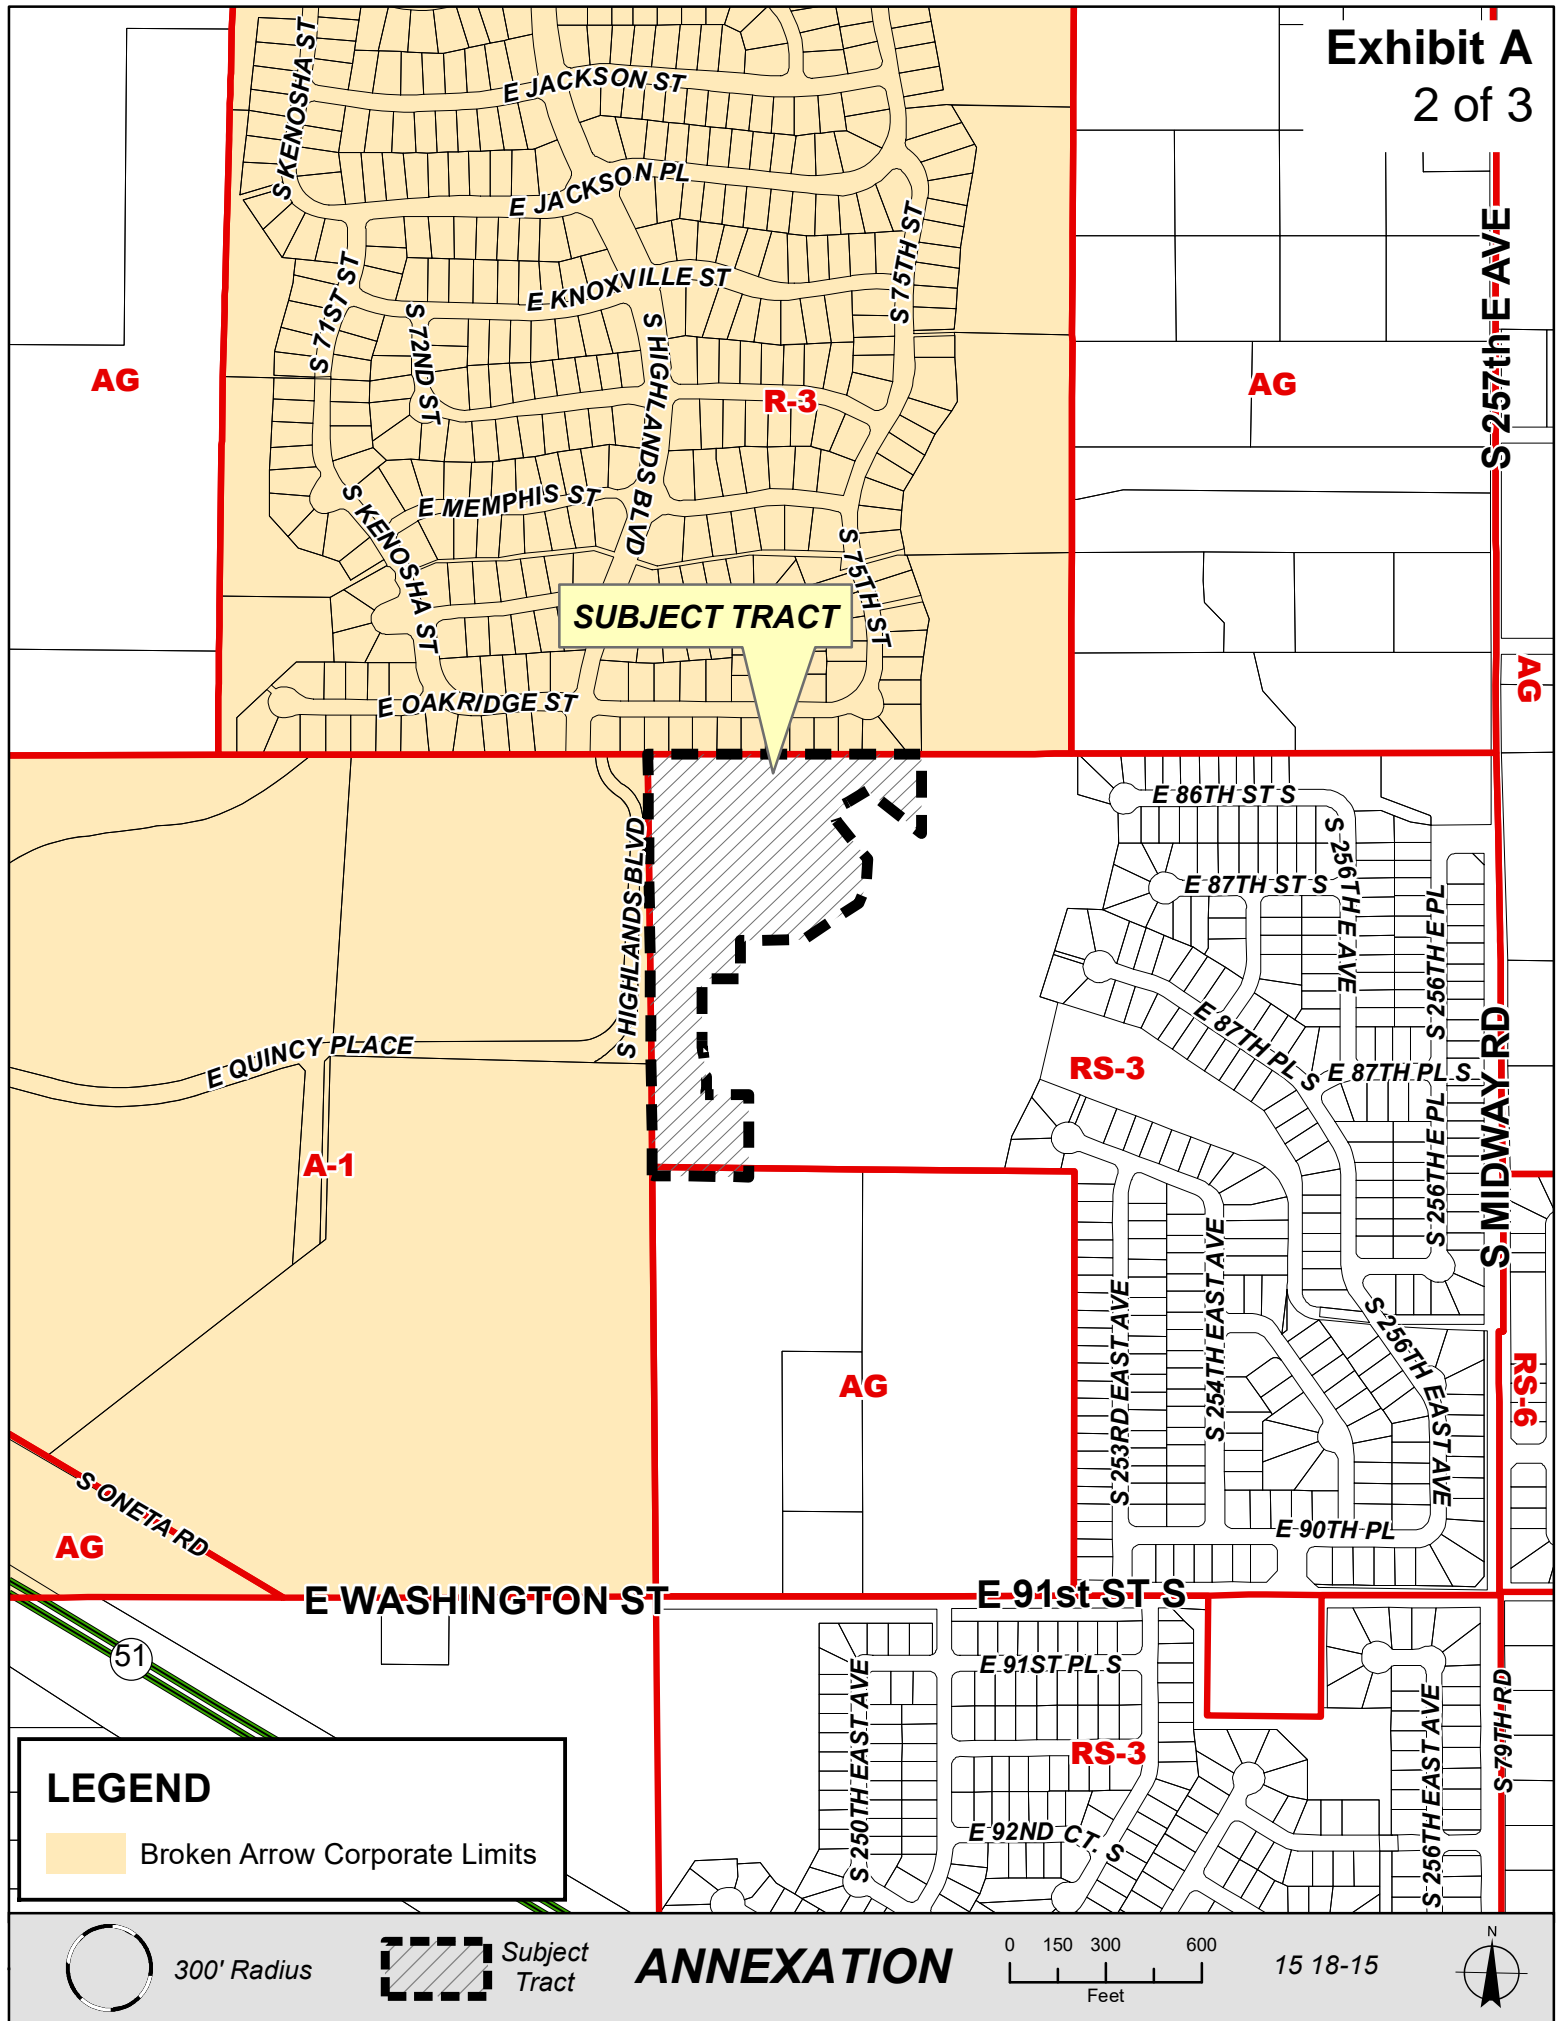 Exhibit A
2 of 3
S KENOSHA ST
E JACKSON ST
E JACKSON PL
S 75TH ST
S 257th E AVE
S 71ST ST
E KNOXVILLE ST
S 72ND ST
S HIGHLANDS BLVD
AG
R-3
AG
S KENOSHA ST
E MEMPHIS ST
S 75TH ST
SUBJECT TRACT
AG
E OAKRIDGE ST
E 86TH ST S
S 256TH E AVE
E 87TH ST S
S 256TH E PL
S HIGHLANDS BLVD
E QUINCY PLACE
E 87TH PL S
E 87TH PL S
RS-3
S MIDWAY RD
S 256TH E PL
A-1
S 253RD EAST AVE
S 254TH EAST AVE
S 256TH EAST AVE
RS-6
AG
S ONETA RD
AG
E 90TH PL
E WASHINGTON ST
E 91st ST S
51
E 91ST PL S
S 250TH EAST AVE
RS-3
S 256TH EAST AVE
S 79TH RD
E 92ND CT. S
LEGEND
Broken Arrow Corporate Limits
300' Radius
Subject
Tract
ANNEXATION
0 150 300 600
Feet
15 18-15
N